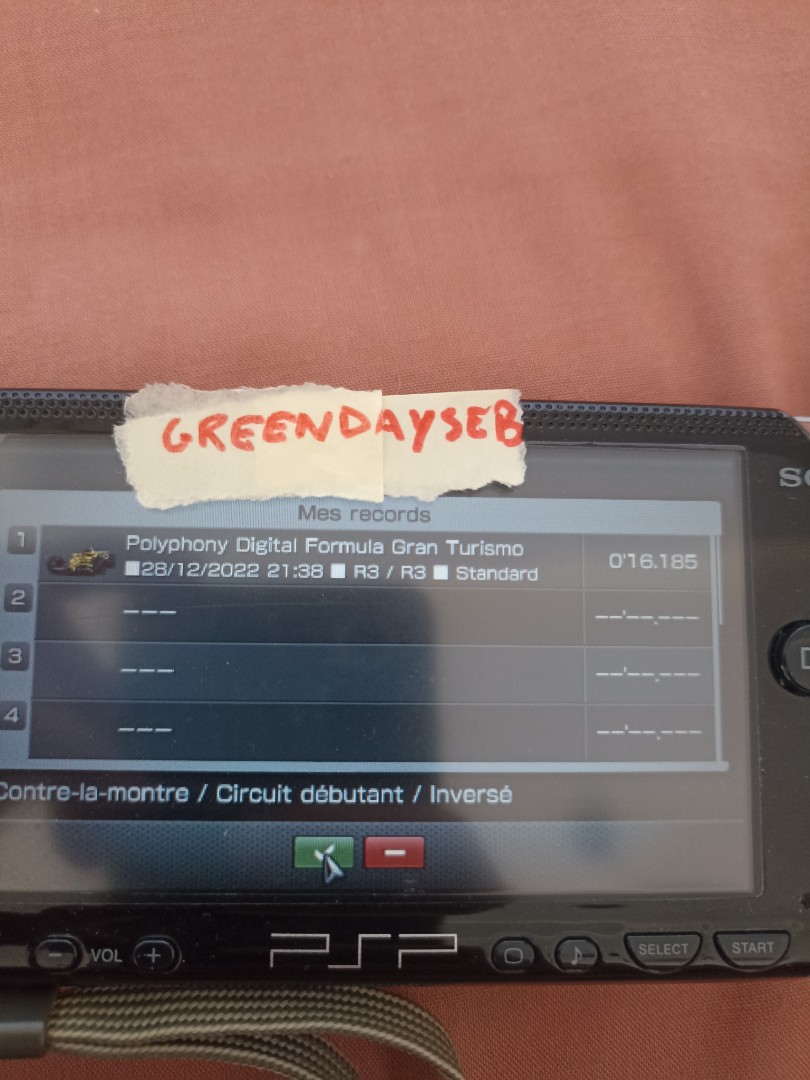 GREENDAYSEB
Mes records
1
Polyphony Digital Formula Gran Turismo
28/12/2022 21:38 R3 / R3 Standard
0'16.185
2
---
--'--.---
3
---
--'--.---
4
---
--'--.---
Contre-la-montre / Circuit débutant / Inversé
VOL
PSP
SELECT
START